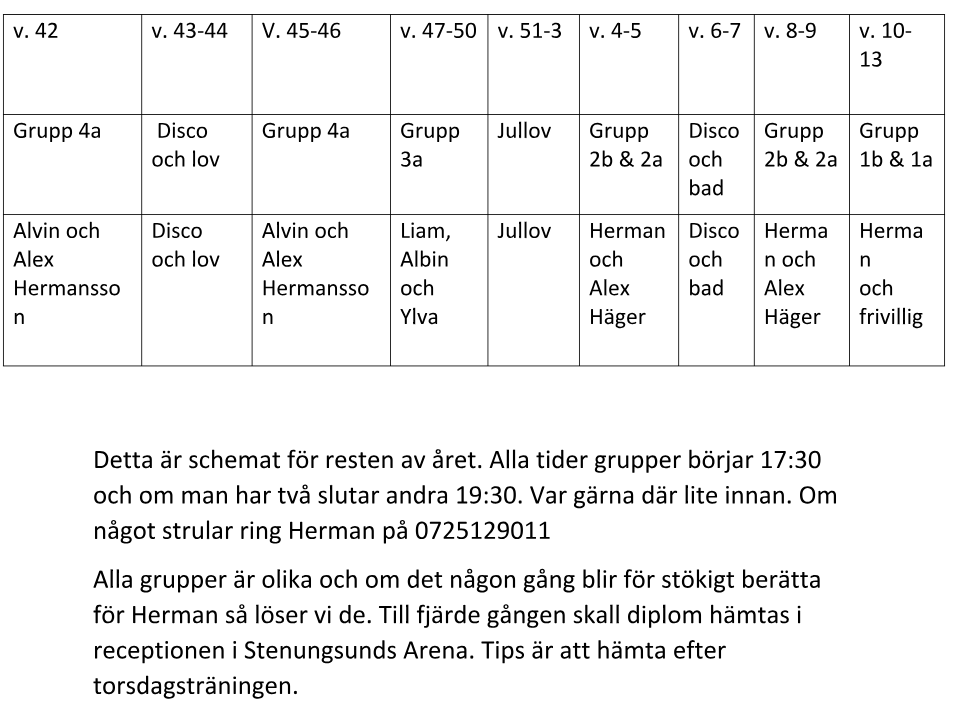 v. 42 v. 43-44 V. 45-46 v. 47-50 v. 51-3 v. 4-5 v. 6-7 v. 8-9 v. 10-
13
Grupp 4a Disco Grupp 4a Grupp Jullov Grupp Disco Grupp Grupp
och lov 3a 2b & 2a och 2b & 2a 1b & 1a
bad
Alvin och Disco Alvin och Liam, Jullov Herman Disco Herma Herma
Alex och lov Alex Albin och och n och n
Hermansso Hermansso och Alex bad Alex och
n n Ylva Häger Häger frivillig
Detta är schemat för resten av året. Alla tider grupper börjar 17:30
och om man har två slutar andra 19:30. Var gärna där lite innan. Om
något strular ring Herman på 0725129011
Alla grupper är olika och om det någon gång blir för stökigt berätta
för Herman så löser vi de. Till fjärde gången skall diplom hämtas i
receptionen i Stenungsunds Arena. Tips är att hämta efter
torsdagsträningen.